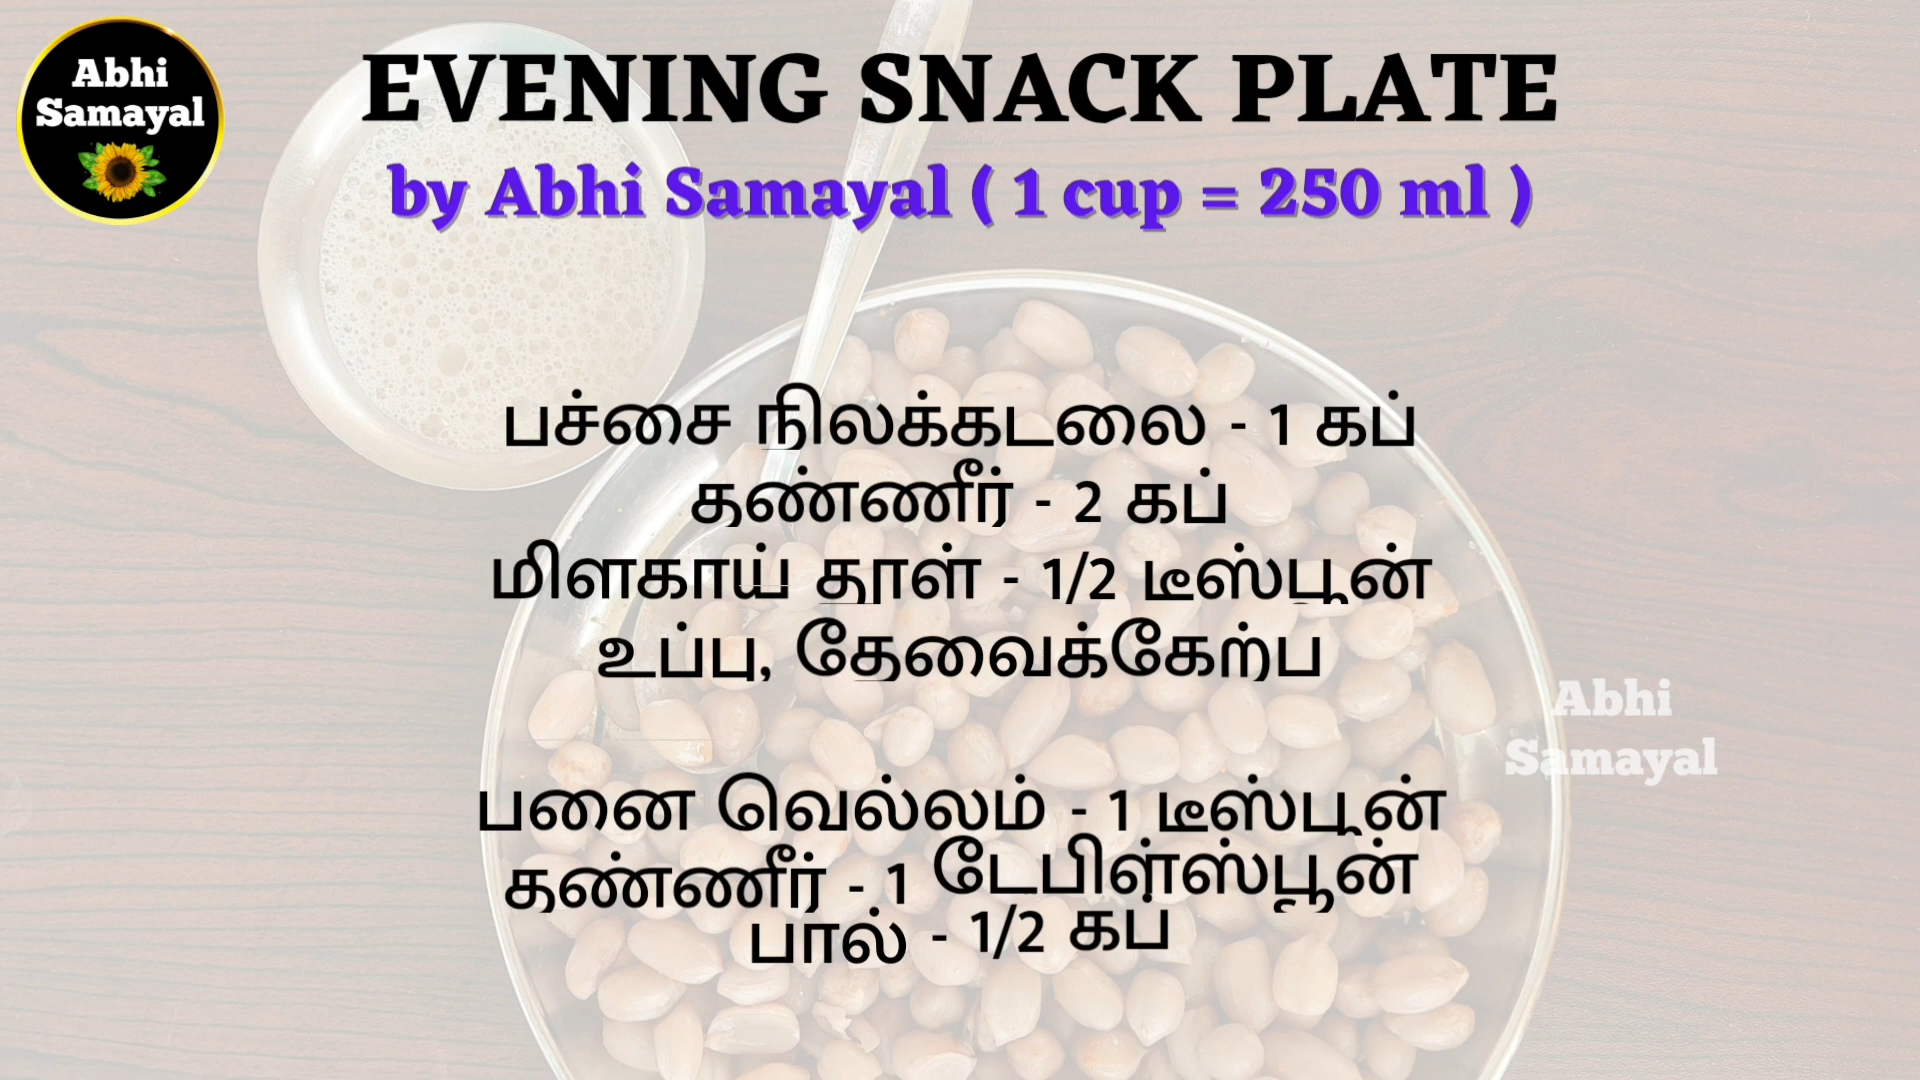 Abhi
Samayal
EVENING SNACK PLATE
by Abhi Samayal ( 1 cup = 250 ml )
பச்சை நிலக்கடலை - 1 கப்
தண்ணீர் - 2 கப்
மிளகாய் தூள் - 1/2 டீஸ்பூன்
உப்பு, தேவைக்கேற்ப
Abhi
Samayal
பனை வெல்லம் - 1 டீஸ்பூன்
தண்ணீர் - 1 டேபிள்ஸ்பூன்
பால் - 1/2 கப்